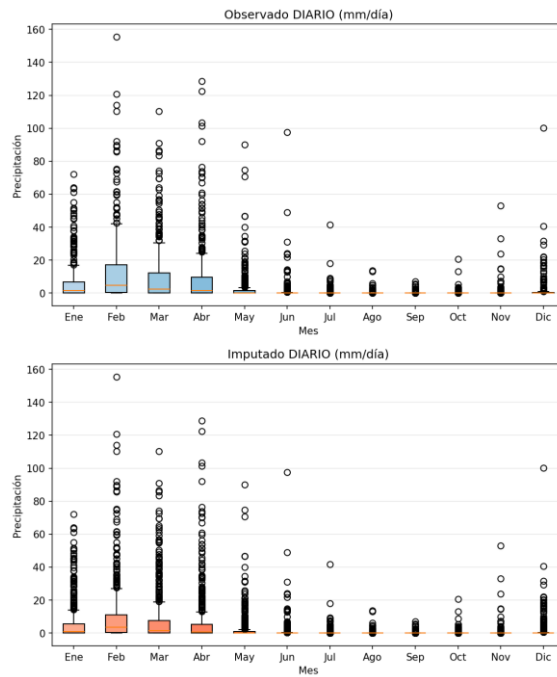 Observado DIARIO (mm/día)
160
140
120
100
80
60
40
20
0
Precipitación
Ene Feb Mar Abr May Jun Jul Ago Sep Oct Nov Dic
Mes
Imputado DIARIO (mm/día)
160
140
120
100
80
60
40
20
0
Precipitación
Ene Feb Mar Abr May Jun Jul Ago Sep Oct Nov Dic
Mes